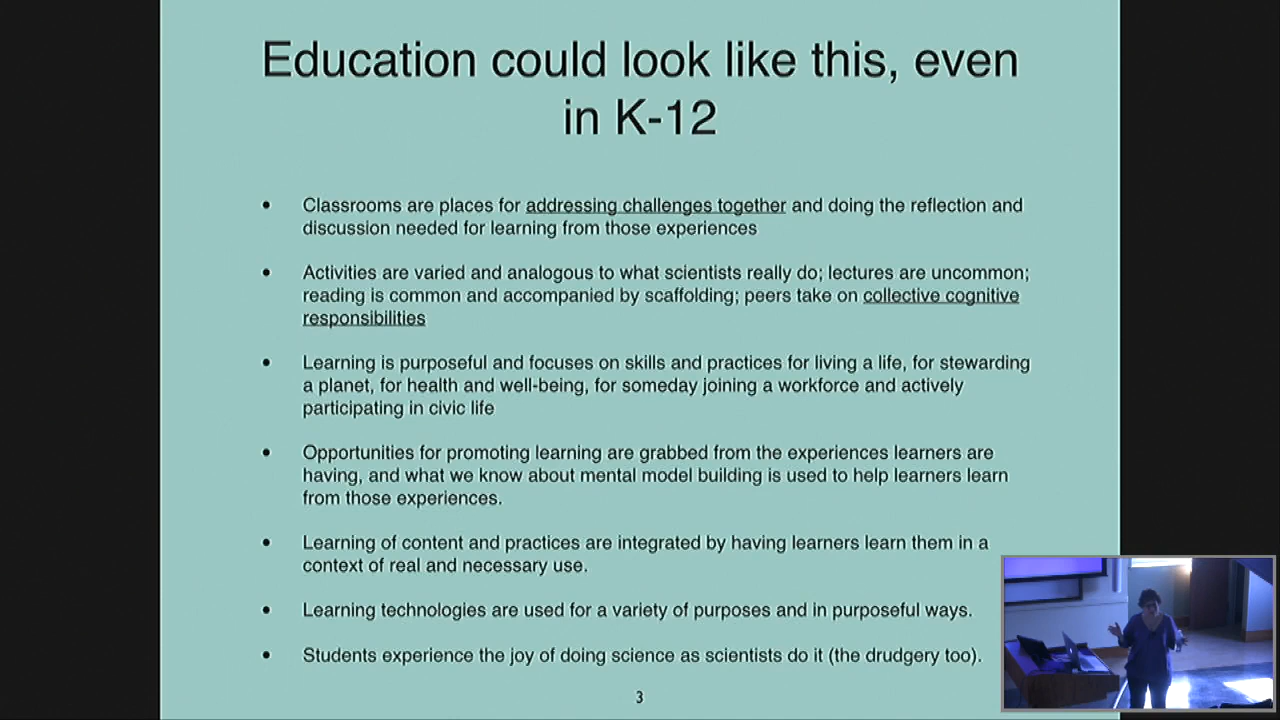 Education could look like this, even
in K-12
• Classrooms are places for addressing challenges together and doing the reflection and
discussion needed for learning from those experiences
• Activities are varied and analogous to what scientists really do; lectures are uncommon;
reading is common and accompanied by scaffolding; peers take on collective cognitive
responsibilities
• Learning is purposeful and focuses on skills and practices for living a life, for stewarding
a planet, for health and well-being, for someday joining a workforce and actively
participating in civic life
• Opportunities for promoting learning are grabbed from the experiences learners are
having, and what we know about mental model building is used to help learners learn
from those experiences.
• Learning of content and practices are integrated by having learners learn them in a
context of real and necessary use.
• Learning technologies are used for a variety of purposes and in purposeful ways.
• Students experience the joy of doing science as scientists do it (the drudgery too).
3